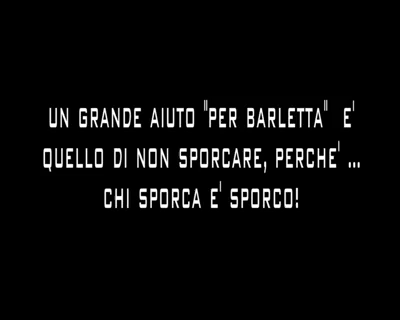 UN GRANDE AIUTO "PER BARLETTA" E'
QUELLO DI NON SPORCARE, PERCHE' ...
CHI SPORCA E' SPORCO!